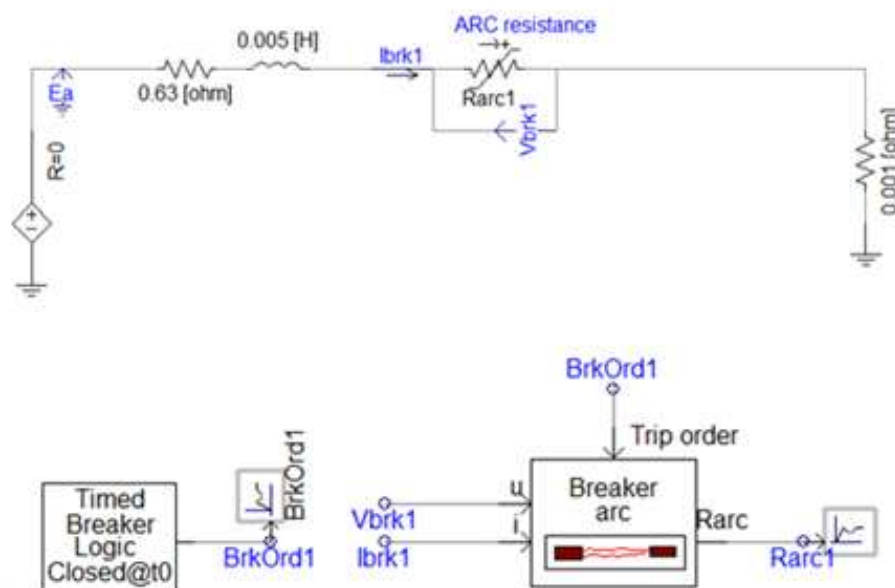 ARC resistance
0.005 [H]
Ibrk1
Ea
0.63 [ohm]
Rarc1
Vbrk1
R=0
0.001 [ohm]
BrkOrd1
Trip order
BrkOrd1
Timed
Breaker
Logic
Closed@t0
BrkOrd1
Vbrk1
Ibrk1
u
i
Breaker
arc
Rarc
Rarc1